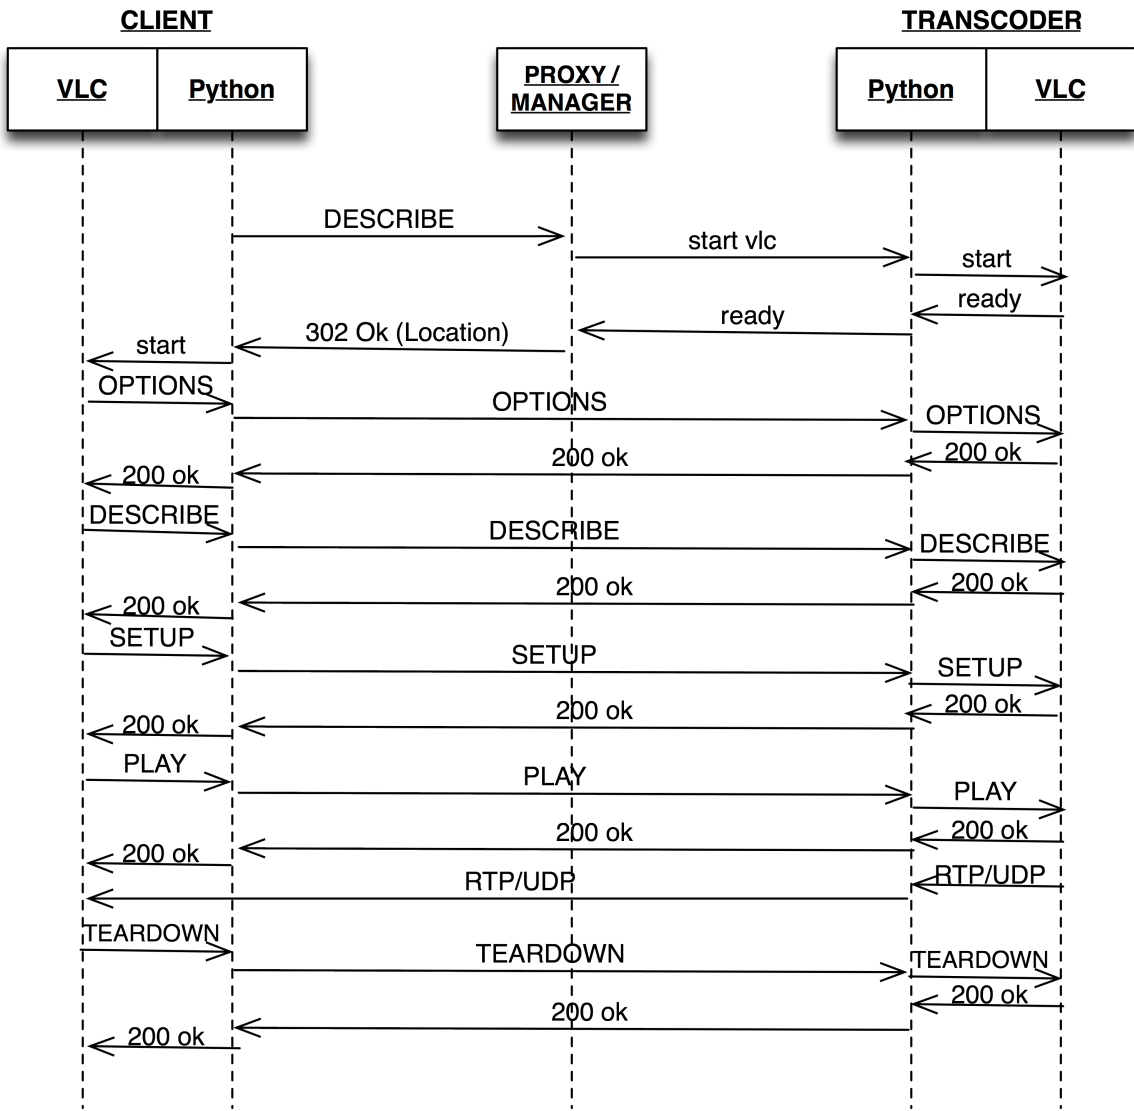 CLIENT
TRANSCODER
VLC
Python
PROXY /
MANAGER
Python
VLC
DESCRIBE
start vlc
start
ready
ready
302 Ok (Location)
start
OPTIONS
OPTIONS
OPTIONS
200 ok
200 ok
200 ok
DESCRIBE
DESCRIBE
DESCRIBE
200 ok
200 ok
200 ok
SETUP
SETUP
SETUP
200 ok
200 ok
200 ok
PLAY
PLAY
PLAY
200 ok
200 ok
200 ok
RTP/UDP
RTP/UDP
TEARDOWN
TEARDOWN
TEARDOWN
200 ok
200 ok
200 ok